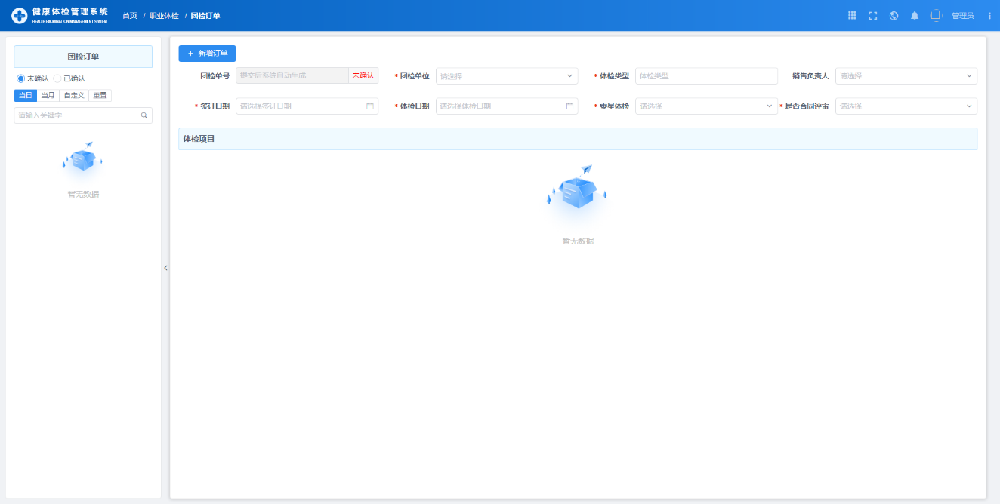 健康体检管理系统
HEALTH EXCMINATION MANAGEMENT SYSTEM
首页 / 职业体检 / 团检订单
管理员
团检订单
未确认 已确认
当日 当月 自定义 重置
请输入关键字
暂无数据
+ 新增订单
团检单号 提交后系统自动生成 未确认 * 团检单位 请选择 * 体检类型 体检类型 销售负责人 请选择
* 签订日期 请选择签订日期 * 体检日期 请选择体检日期 * 零星体检 请选择 * 是否合同评审 请选择
体检项目
暂无数据